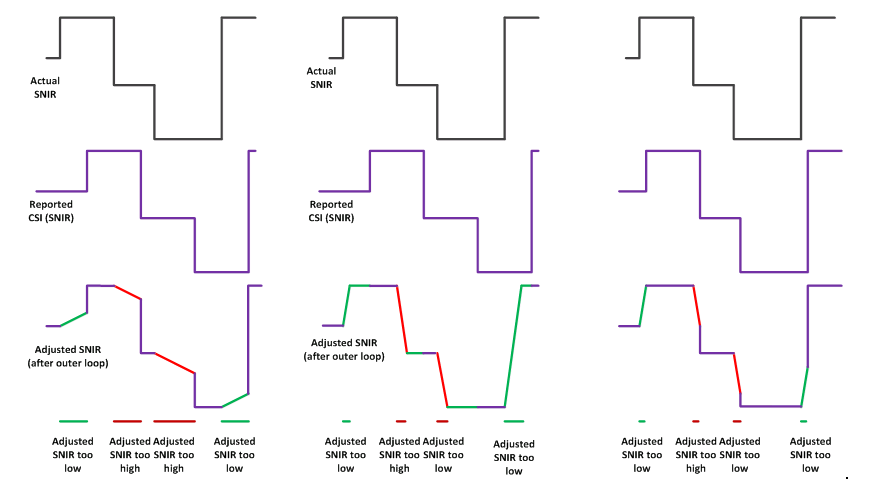 Actual
SNIR
Actual
SNIR
Reported
CSI (SNIR)
Reported
CSI (SNIR)
Adjusted SNIR
(after outer loop)
Adjusted SNIR
(after outer loop)
Adjusted
SNIR too
low
Adjusted
SNIR too
high
Adjusted
SNIR too
high
Adjusted
SNIR too
low
Adjusted
SNIR too
low
Adjusted
SNIR too
high
Adjusted
SNIR too
low
Adjusted
SNIR too
low
Adjusted
SNIR too
low
Adjusted
SNIR too
high
Adjusted
SNIR too
low
Adjusted
SNIR too
low
.